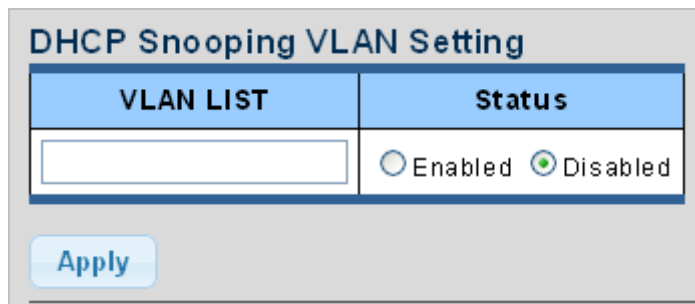 DHCP Snooping VLAN Setting
VLAN LIST Status
Enabled Disabled
Apply